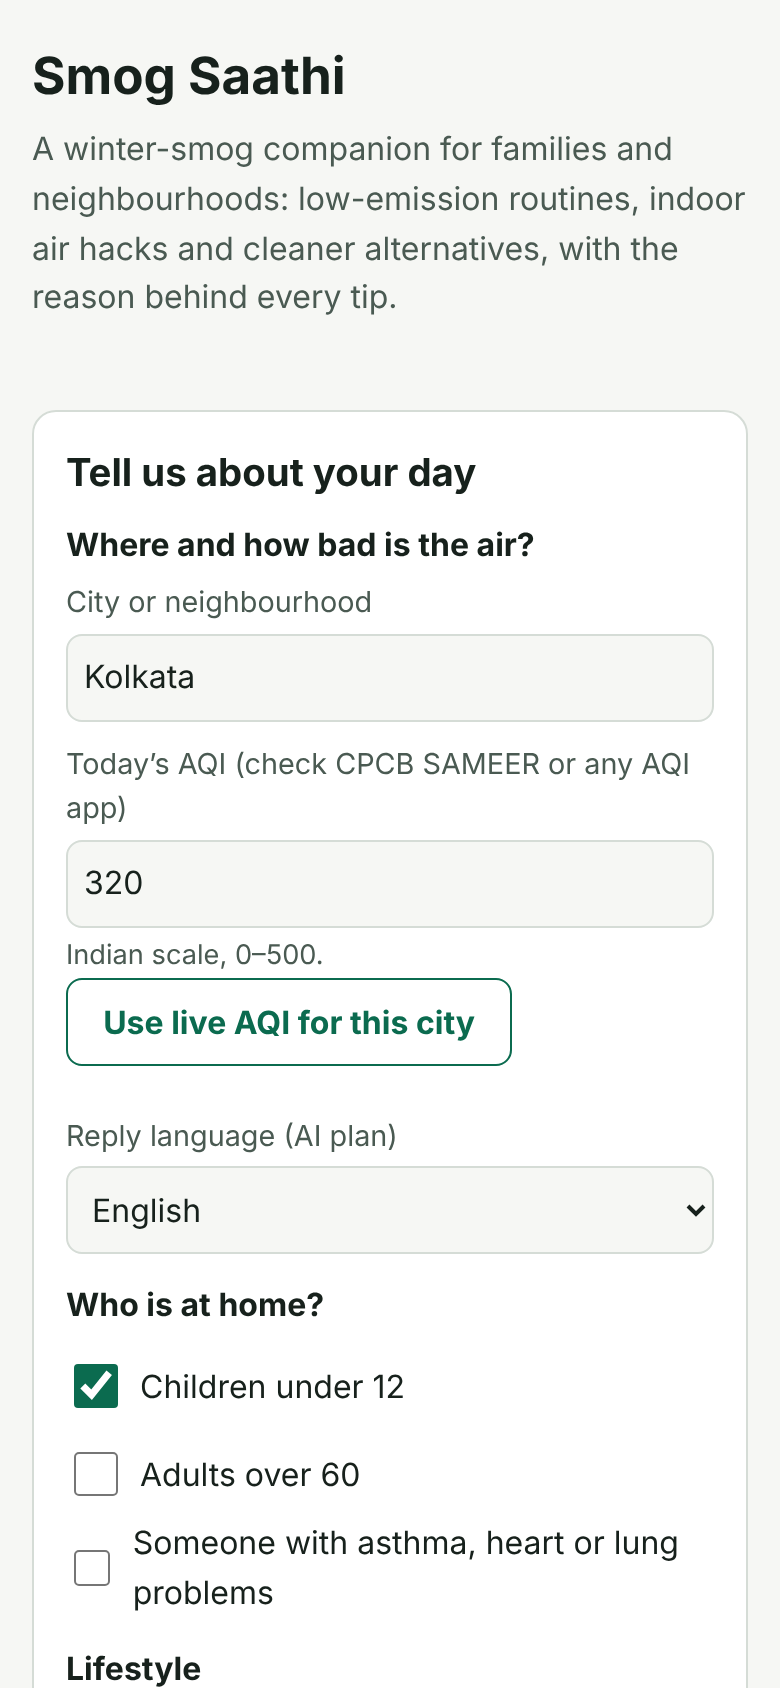 Smog Saathi
A winter-smog companion for families and
neighbourhoods: low-emission routines, indoor
air hacks and cleaner alternatives, with the
reason behind every tip.
Tell us about your day
Where and how bad is the air?
City or neighbourhood
Kolkata
Today’s AQI (check CPCB SAMEER or any AQI
app)
320
Indian scale, 0–500.
Use live AQI for this city
Reply language (AI plan)
English
Who is at home?
Children under 12
Adults over 60
Someone with asthma, heart or lung
problems
Lifestyle